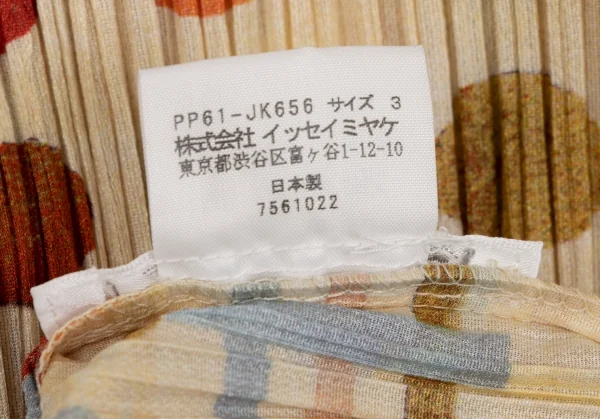 PP61-JK656 サイズ 3
株式会社 イッセイミヤケ
東京都渋谷区富ヶ谷1-12-10
日本製
7561022